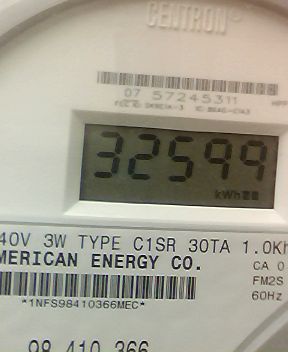 CENTRON®
07 57245311
32599
kWh
40V 3W TYPE C1SR 30TA 1.0Kh
MERICAN ENERGY CO.
CA 0
FM2S
60Hz
*1NFS98410366MEC*
98 410 366